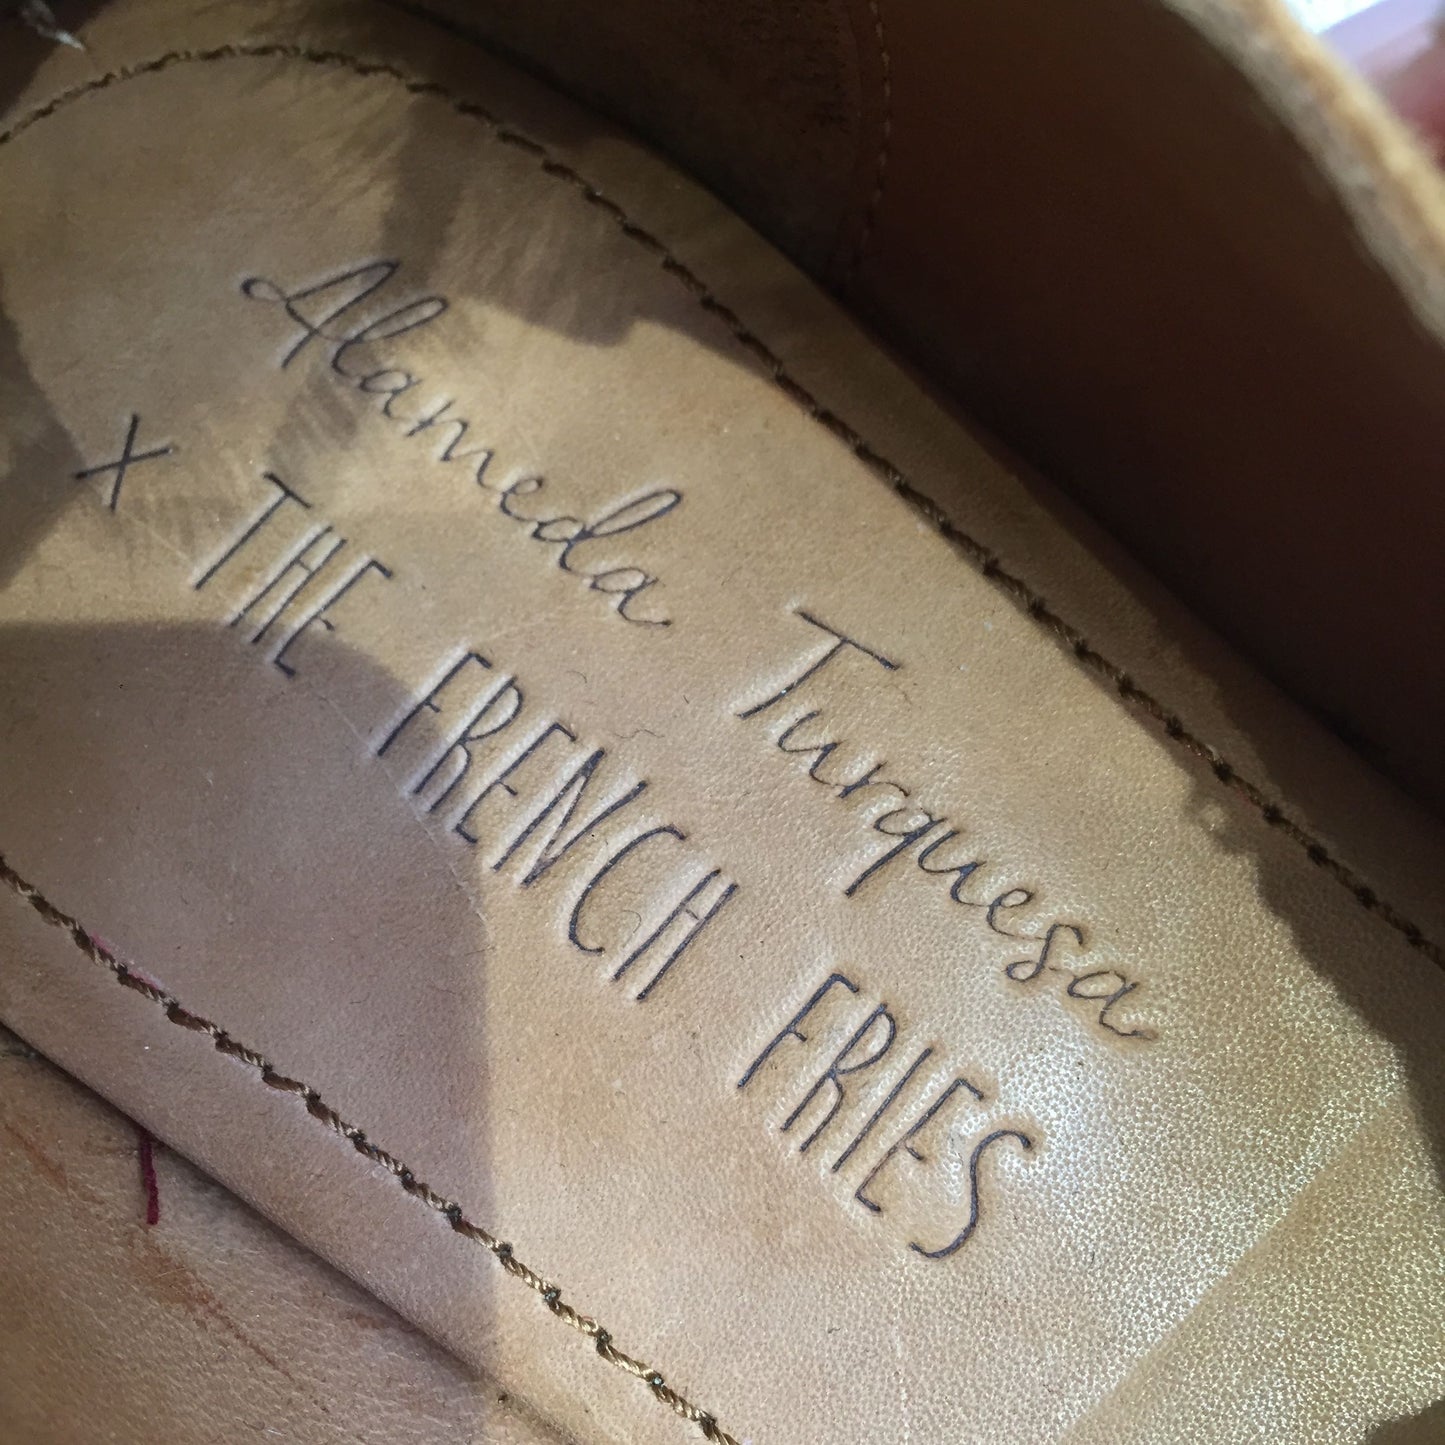 Alameda Turquesa
x THE FRENCH FRIES